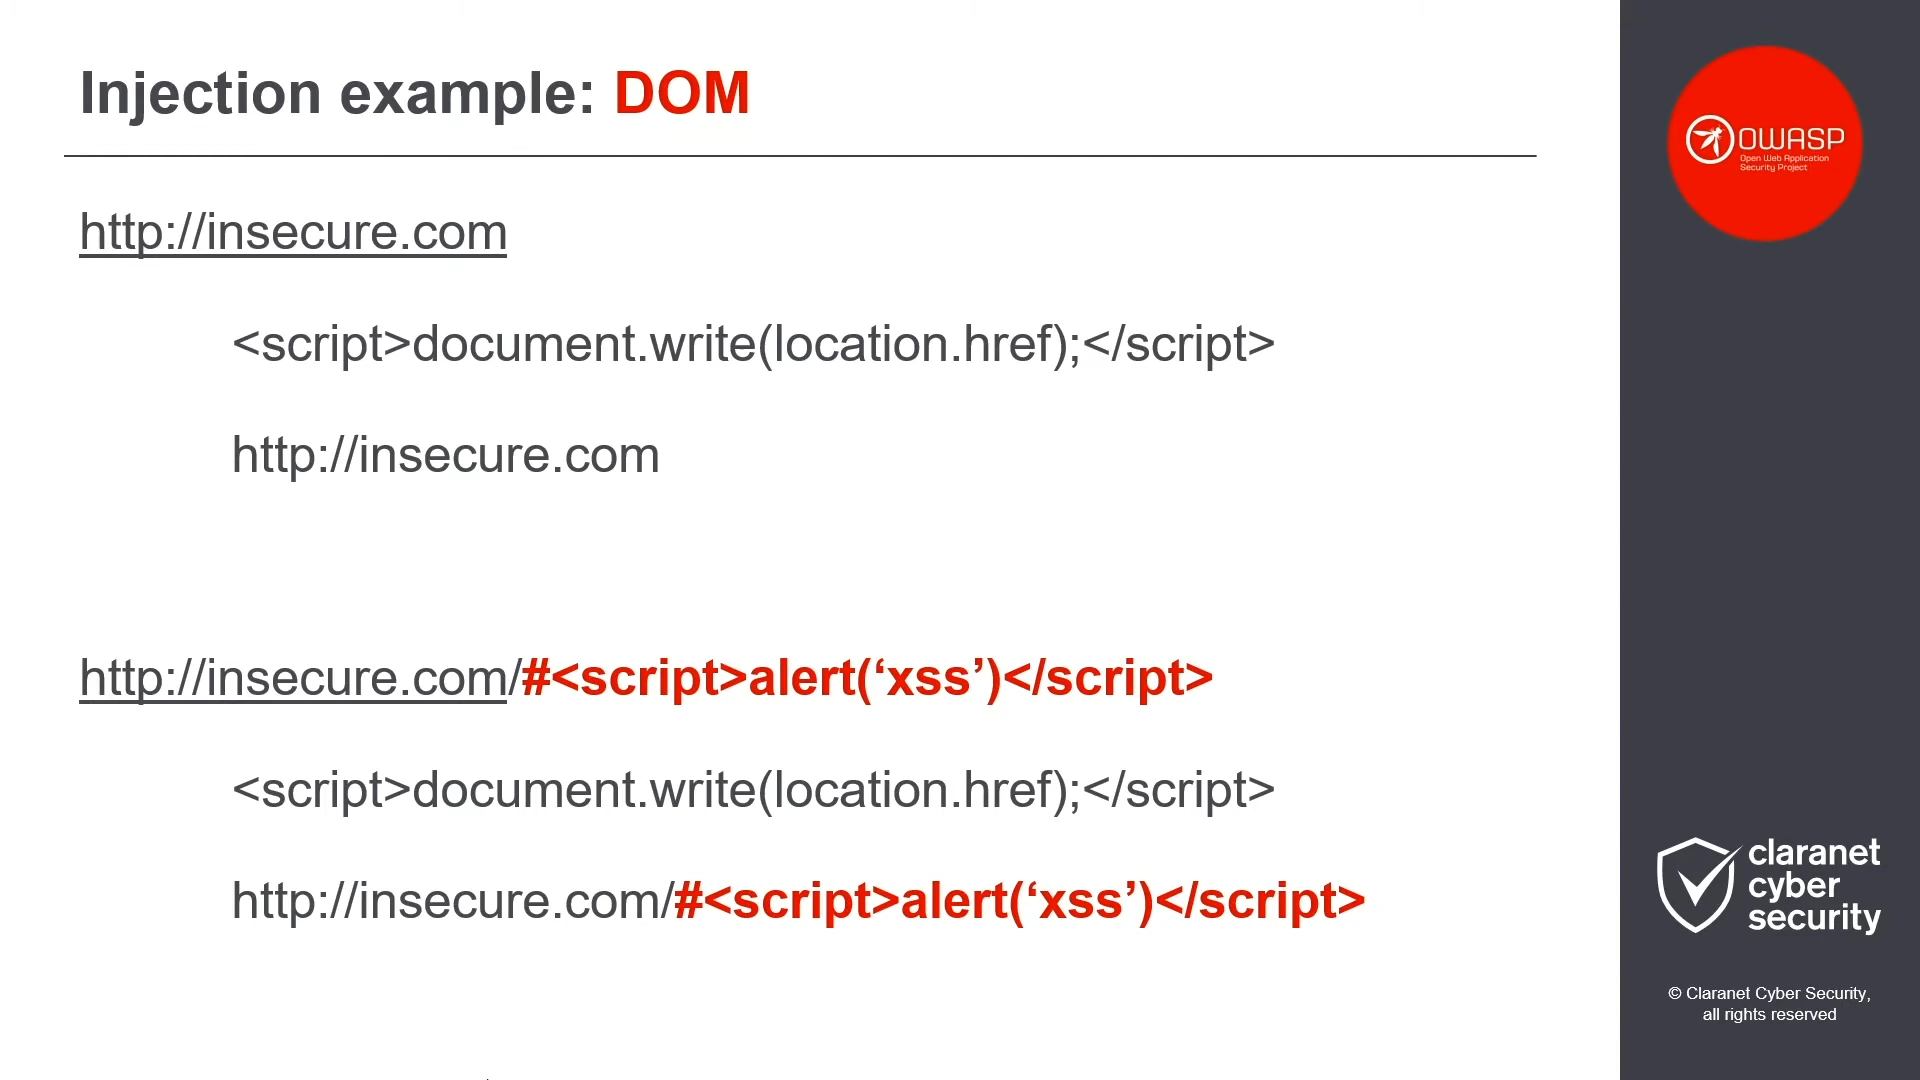 Injection example: DOM
http://insecure.com
<script>document.write(location.href);</script>
http://insecure.com
http://insecure.com/#<script>alert(‘xss’)</script>
<script>document.write(location.href);</script>
http://insecure.com/#<script>alert(‘xss’)</script>
OWASP
Open Web Application
Security Project
claranet
cyber
security
© Claranet Cyber Security,
all rights reserved